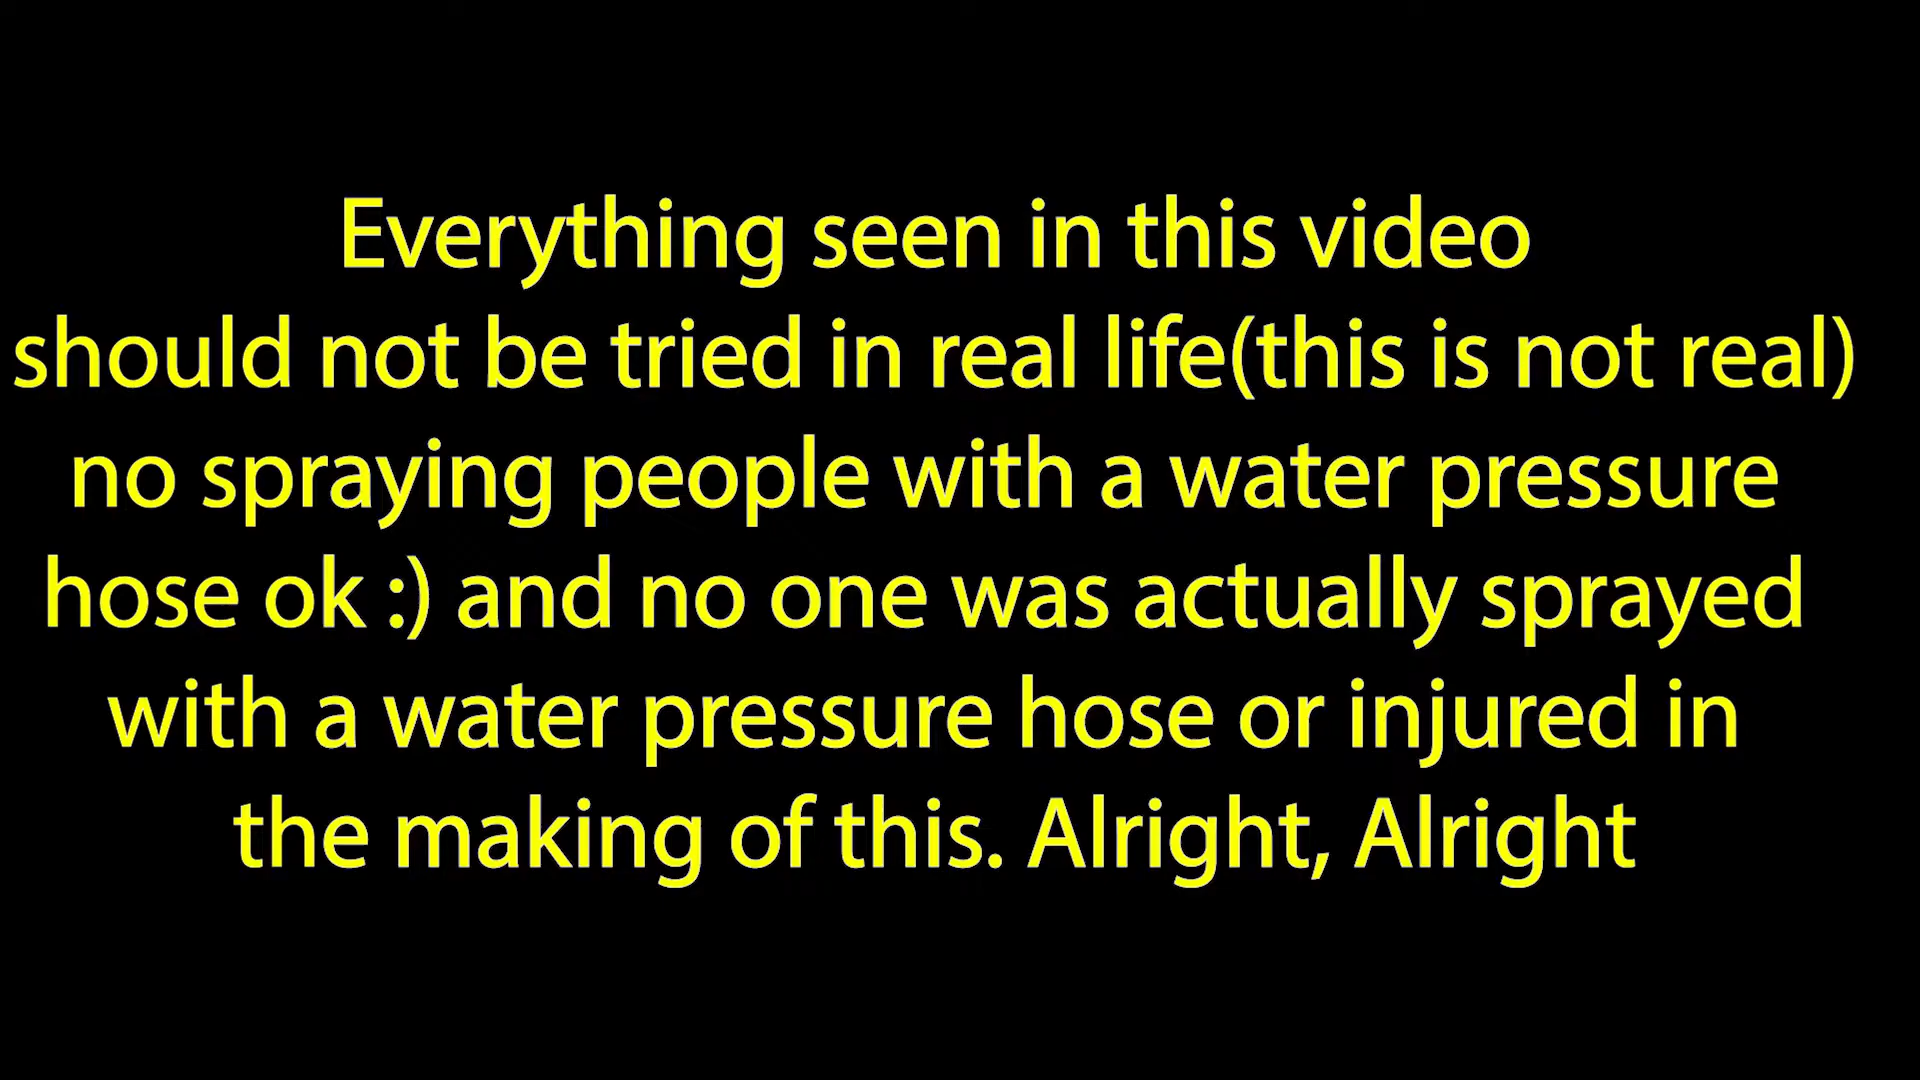 Everything seen in this video
should not be tried in real life(this is not real)
no spraying people with a water pressure
hose ok :) and no one was actually sprayed
with a water pressure hose or injured in
the making of this. Alright, Alright